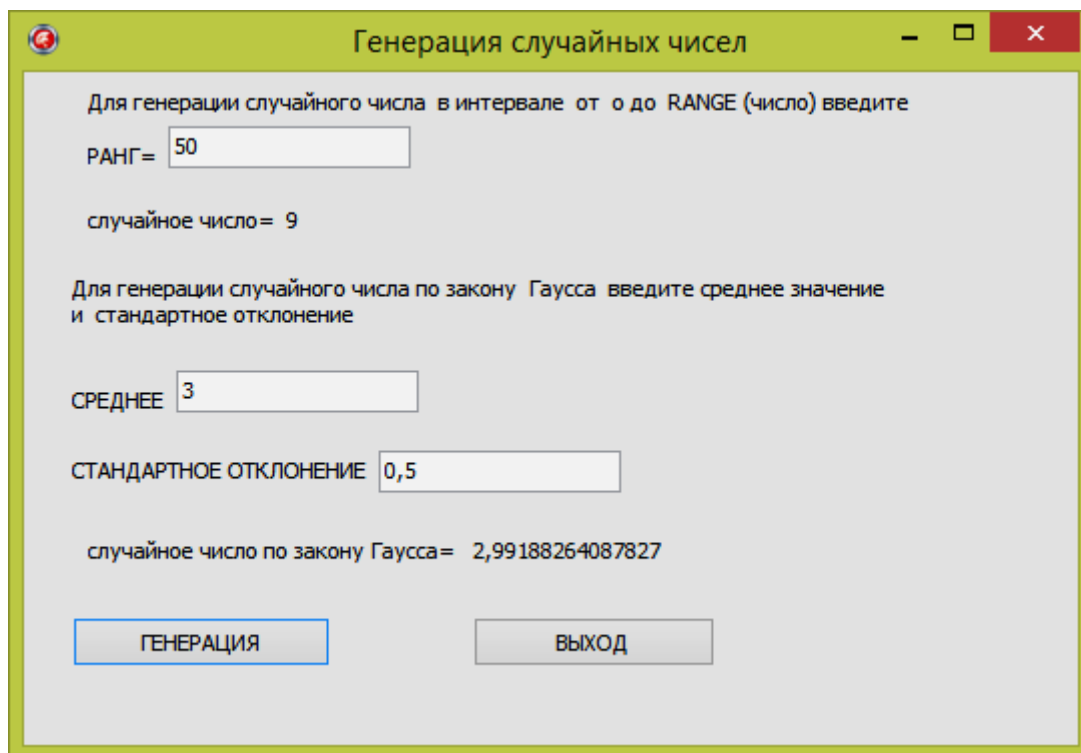 Генерация случайных чисел
Для генерации случайного числа в интервале от о до RANGE (число) введите
РАНГ= 50
случайное число= 9
Для генерации случайного числа по закону Гаусса введите среднее значение
и стандартное отклонение
СРЕДНЕЕ 3
СТАНДАРТНОЕ ОТКЛОНЕНИЕ 0,5
случайное число по закону Гаусса= 2,99188264087827
ГЕНЕРАЦИЯ ВЫХОД